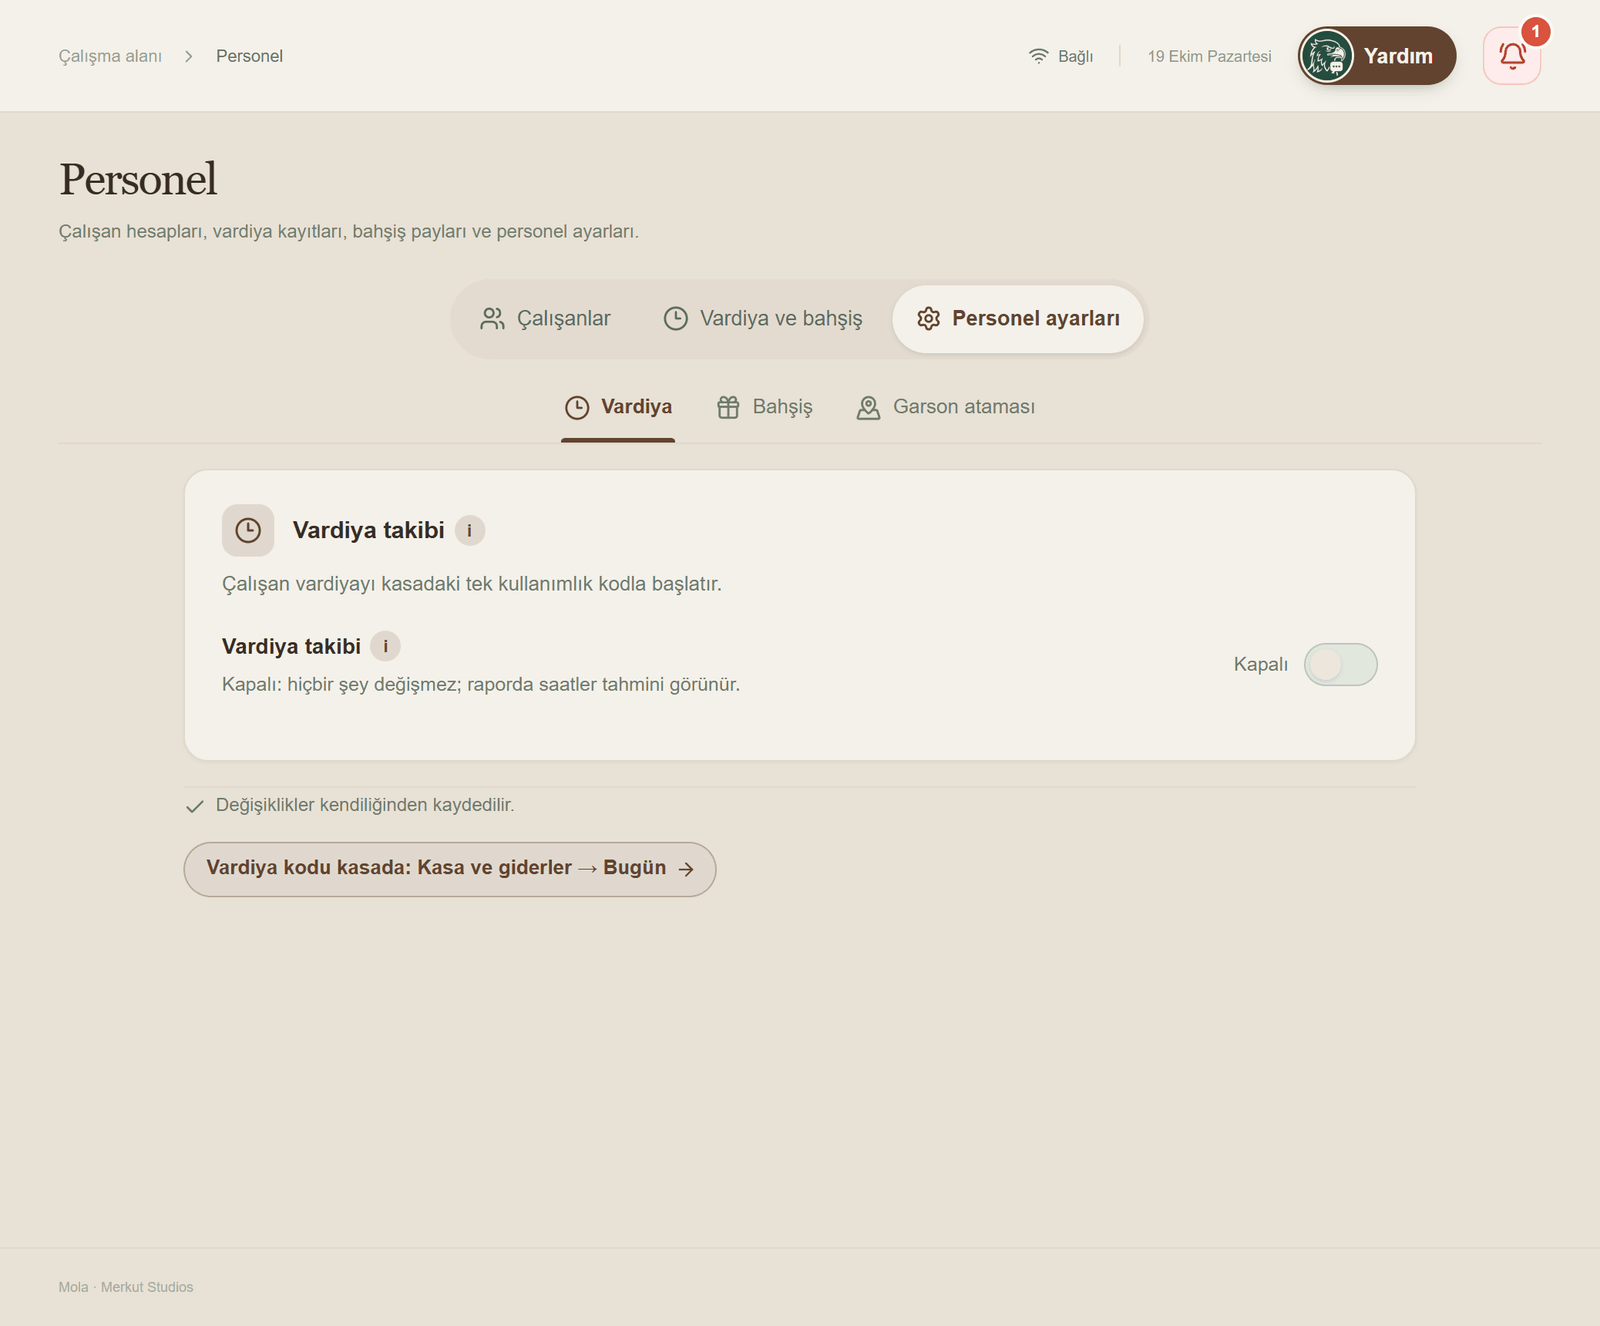 Çalışma alanı
Personel
Bağlı
19 Ekim Pazartesi
Yardım
1
Personel
Çalışan hesapları, vardiya kayıtları, bahşiş payları ve personel ayarları.
Çalışanlar
Vardiya ve bahşiş
Personel ayarları
Vardiya
Bahşiş
Garson ataması
Vardiya takibi i
Çalışan vardiyayı kasadaki tek kullanımlık kodla başlatır.
Vardiya takibi i
Kapalı: hiçbir şey değişmez; raporda saatler tahmini görünür.
Kapalı
Değişiklikler kendiliğinden kaydedilir.
Vardiya kodu kasada: Kasa ve giderler → Bugün →
Mola · Merkut Studios